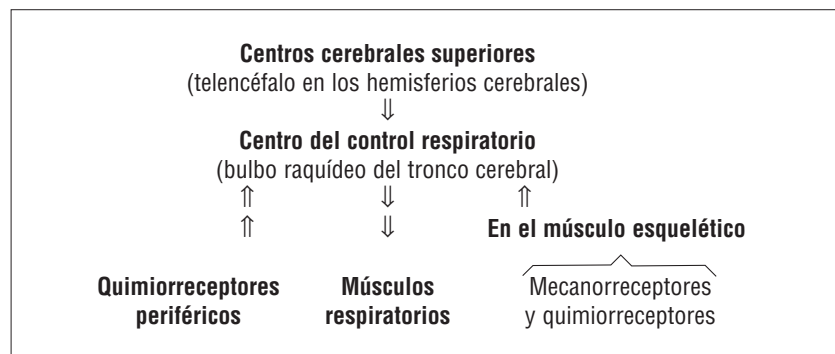 Centros cerebrales superiores
(telencéfalo en los hemisferios cerebrales)
⇓
Centro del control respiratorio
(bulbo raquídeo del tronco cerebral)
⇑ ⇓ ⇑
⇑ ⇓ En el músculo esquelético
Quimiorreceptores Músculos Mecanorreceptores
periféricos respiratorios y quimiorreceptores